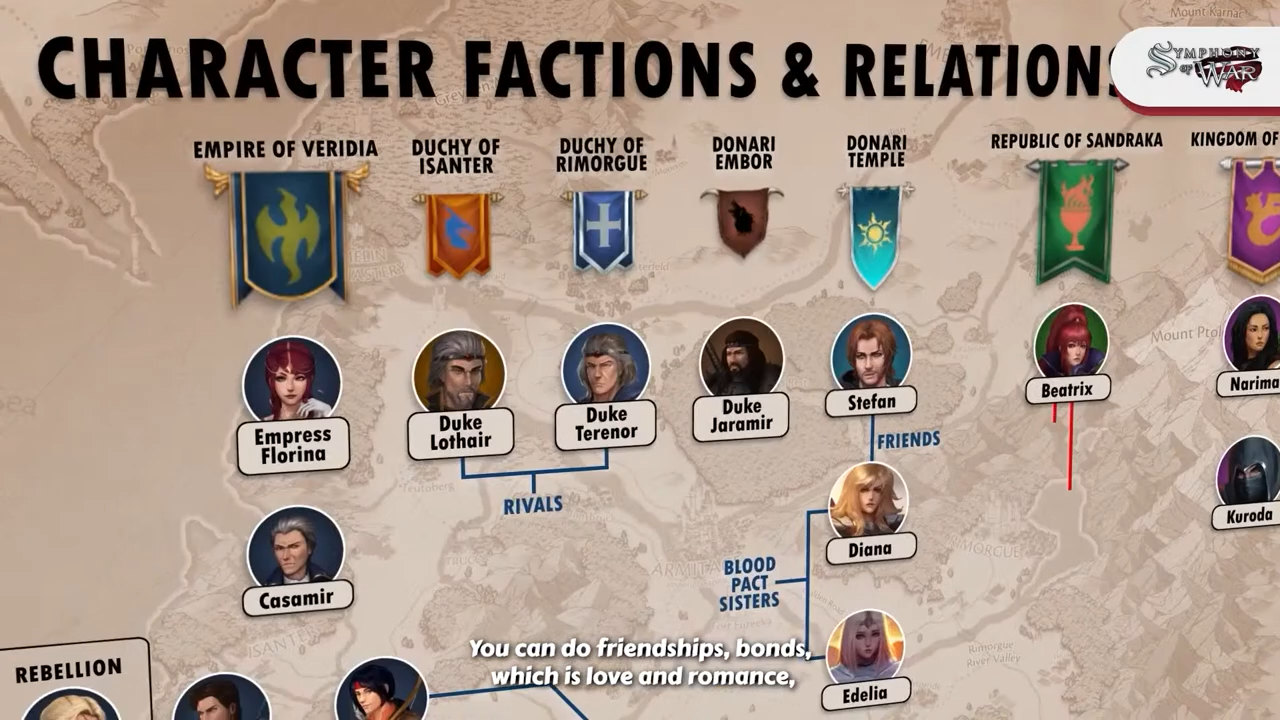 CHARACTER FACTIONS & RELATIONS
SYMPHONY
OF WAR
EMPIRE OF VERIDIA
DUCHY OF
ISANTER
DUCHY OF
RIMORGUE
DONARI
EMBOR
DONARI
TEMPLE
REPUBLIC OF SANDRAKA
KINGDOM OF
Mount Karnac
Empress
Florina
Duke
Lothair
Duke
Terenor
Duke
Jaramir
Stefan
Beatrix
Narima
FRIENDS
RIVALS
Casamir
Diana
Kuroda
BLOOD
PACT
SISTERS
Edelia
Rimorgue
River Valley
REBELLION
You can do friendships, bonds,
which is love and romance,